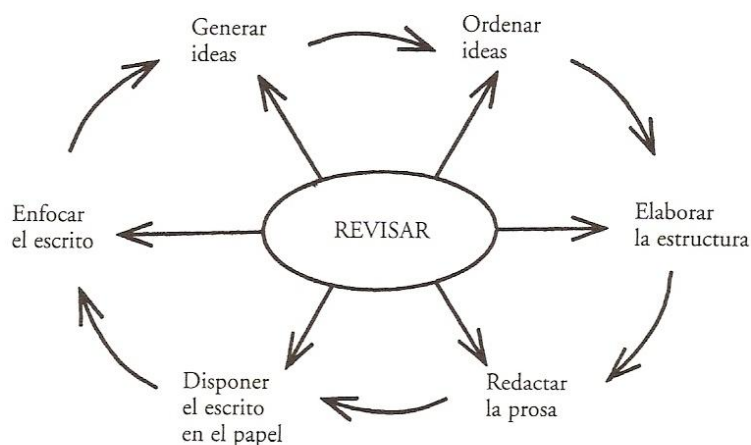 Generar
ideas
Ordenar
ideas
Enfocar
el escrito
REVISAR
Elaborar
la estructura
Disponer
el escrito
en el papel
Redactar
la prosa